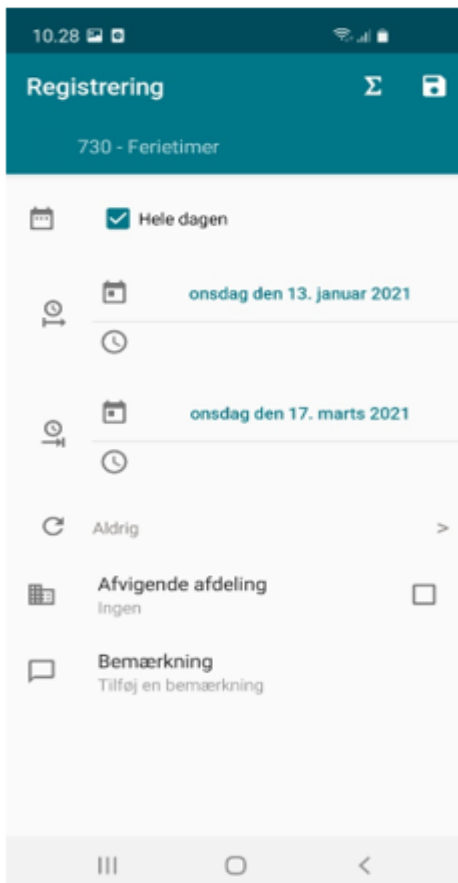 10.28
Registrering Σ
730 - Ferietimer
Hele dagen
onsdag den 13. januar 2021
onsdag den 17. marts 2021
Aldrig >
Afvigende afdeling
Ingen
Bemærkning
Tilføj en bemærkning